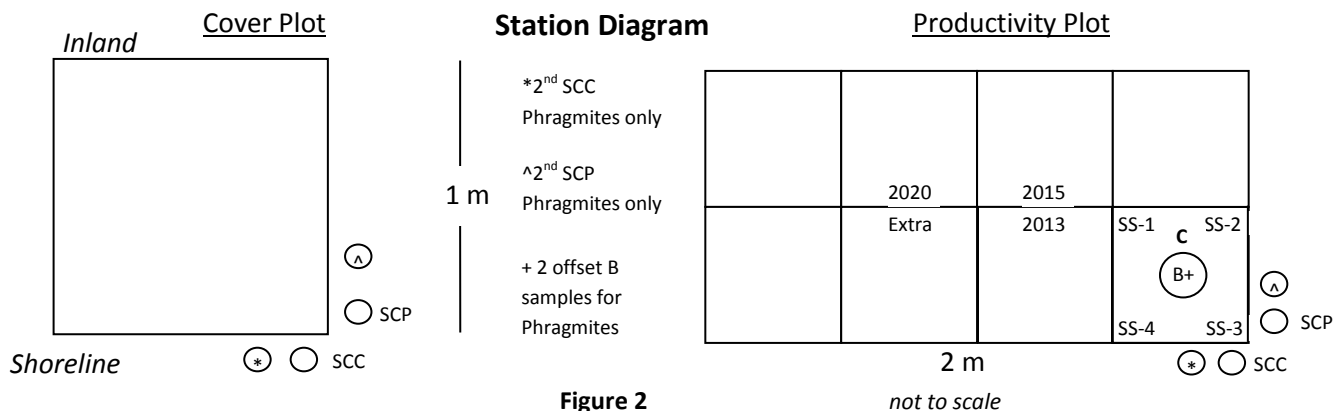 Cover Plot
Station Diagram
Productivity Plot
Inland
*2nd SCC
Phragmites only
^2nd SCP
Phragmites only
1 m
+ 2 offset B
samples for
Phragmites
^
SCP
Shoreline
*
SCC
2020
2015
Extra
2013
SS-1
SS-2
C
B+
SS-4
SS-3
^
SCP
2 m
*
SCC
Figure 2
not to scale